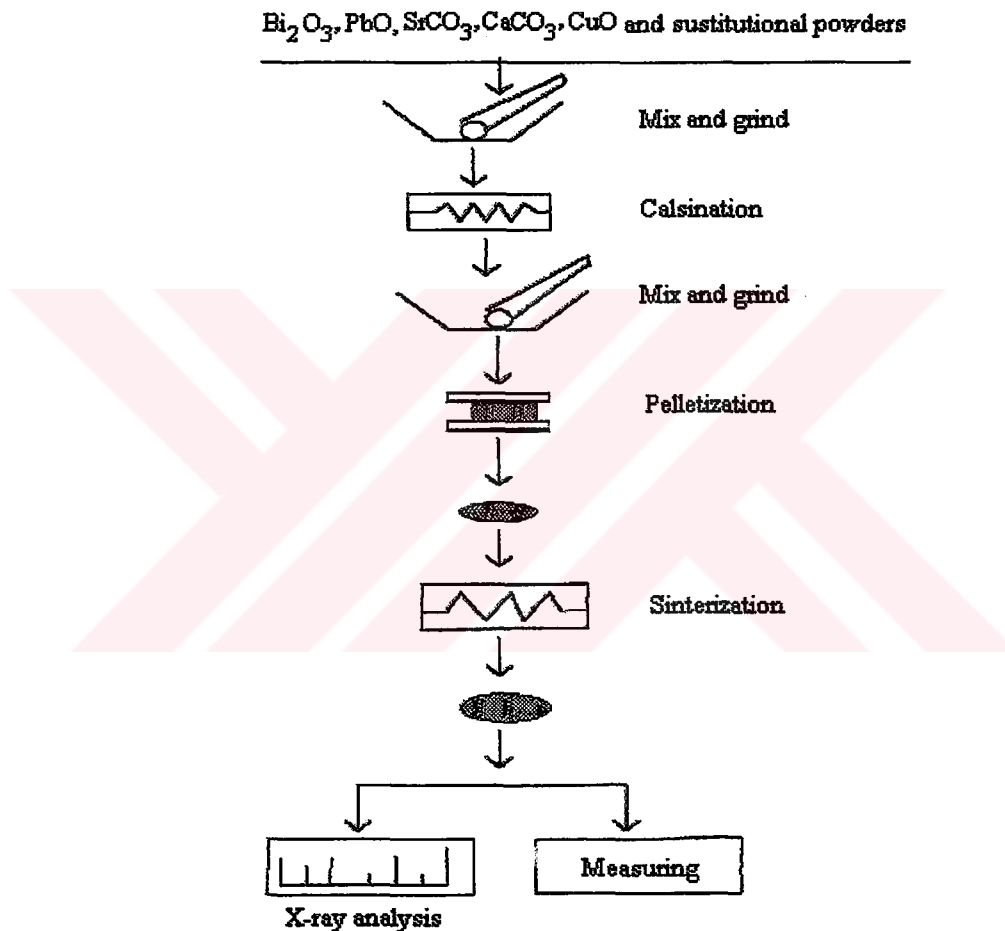 Bi2O3, PbO, SrCO3, CaCO3, CuO and sustitutional powders
Mix and grind
Calsination
Mix and grind
Pelletization
Sinterization
Measuring
X-ray analysis